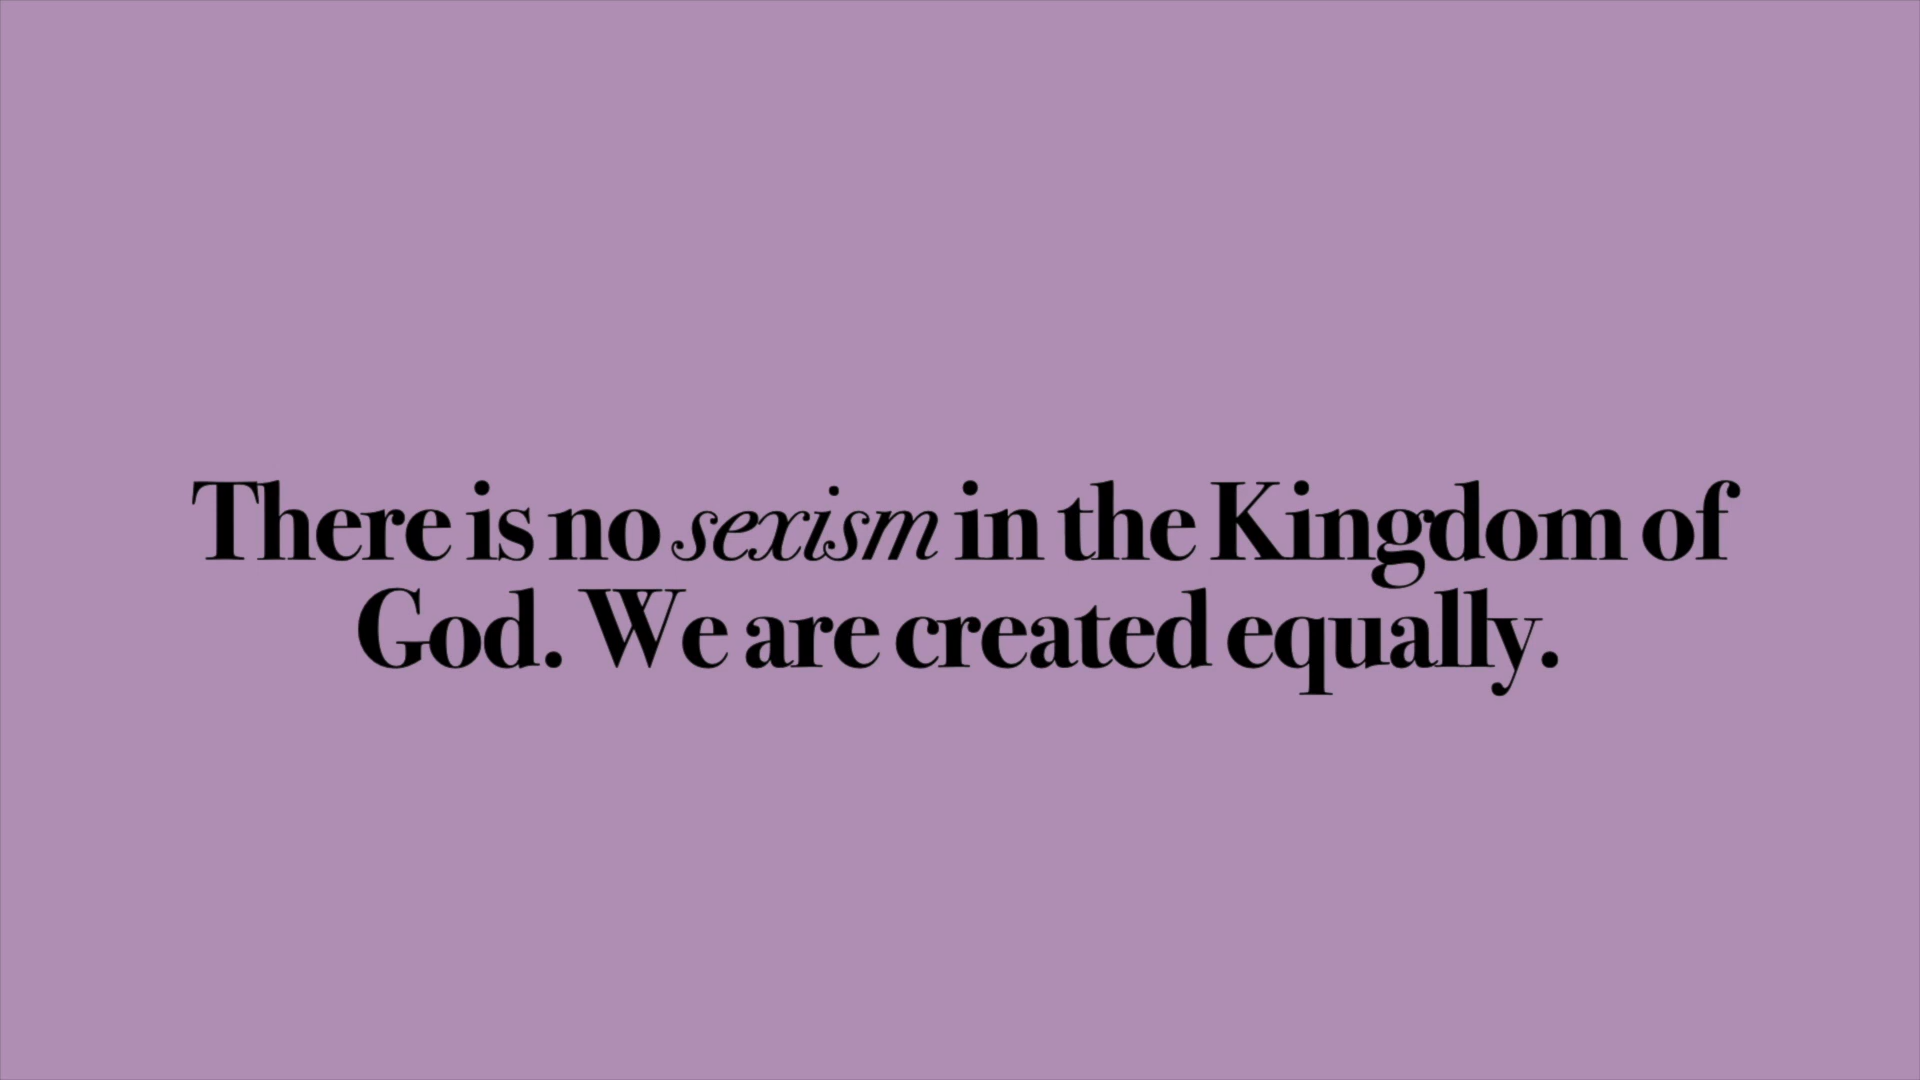 There is no sexism in the Kingdom of
God. We are created equally.